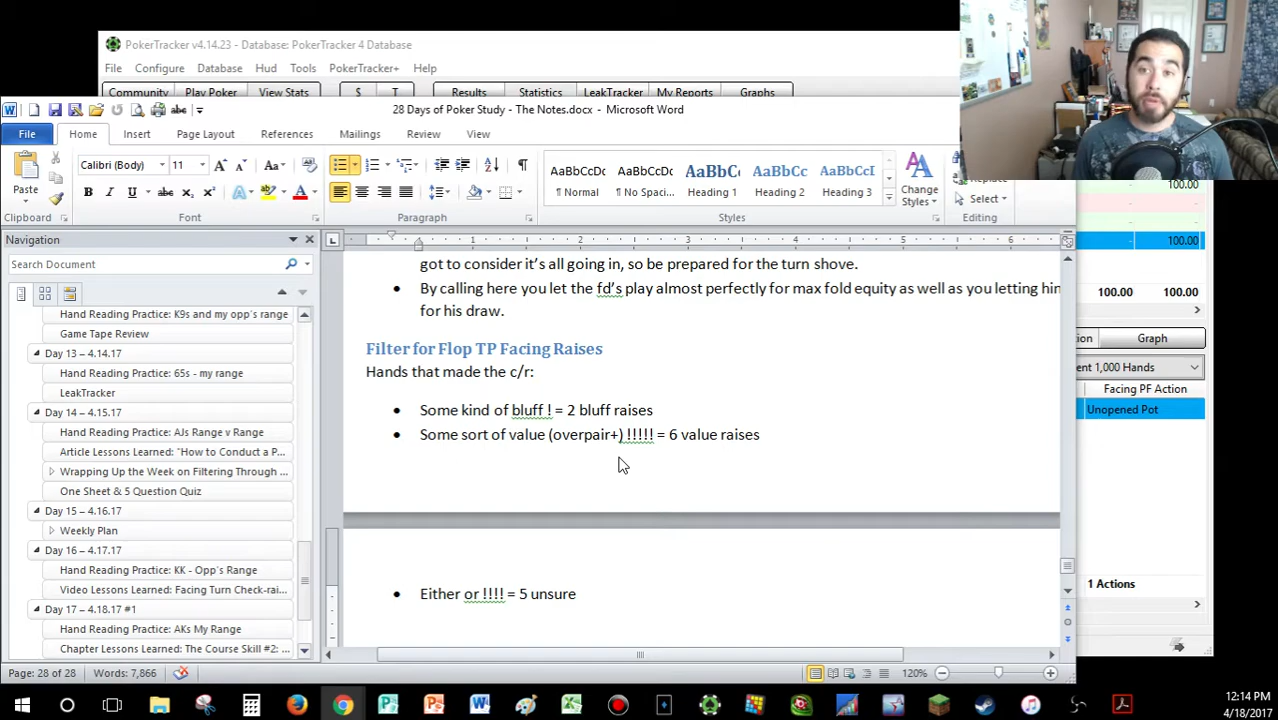 PokerTracker v4.14.23 - Database: PokerTracker 4 Database
File Configure Database Hud Tools PokerTracker+ Help
Community Play Poker View Stats $ T Results Statistics LeakTracker My Reports Graphs
28 Days of Poker Study - The Notes.docx - Microsoft Word
File Home Insert Page Layout References Mailings Review View
Calibri (Body) 11
Paste
AaBbCcDc AaBbCcDc AaBbC AaBbCc AaBbCcI
¶ Normal ¶ No Spaci... Heading 1 Heading 2 Heading 3
Change Styles
Select
Clipboard Font Paragraph Styles Editing
Navigation
Search Document
Hand Reading Practice: K9s and my opp's range
Game Tape Review
Day 13 – 4.14.17
Hand Reading Practice: 65s - my range
LeakTracker
Day 14 – 4.15.17
Hand Reading Practice: AJs Range v Range
Article Lessons Learned: "How to Conduct a P...
Wrapping Up the Week on Filtering Through ...
One Sheet & 5 Question Quiz
Day 15 – 4.16.17
Weekly Plan
Day 16 – 4.17.17
Hand Reading Practice: KK - Opp's Range
Video Lessons Learned: Facing Turn Check-rai...
Day 17 – 4.18.17 #1
Hand Reading Practice: AKs My Range
Chapter Lessons Learned: The Course Skill #2: ...
1 2 3 4 5 6
got to consider it's all going in, so be prepared for the turn shove.
• By calling here you let the fd's play almost perfectly for max fold equity as well as you letting him
for his draw.
Filter for Flop TP Facing Raises
Hands that made the c/r:
• Some kind of bluff ! = 2 bluff raises
• Some sort of value (overpair+) !!!!! = 6 value raises
• Either or !!!! = 5 unsure
100.00
100.00
100.00 100.00
Graph
ent 1,000 Hands
Facing PF Action
Unopened Pot
1 Actions
Page: 28 of 28 Words: 7,866 120%
12:14 PM
4/18/2017